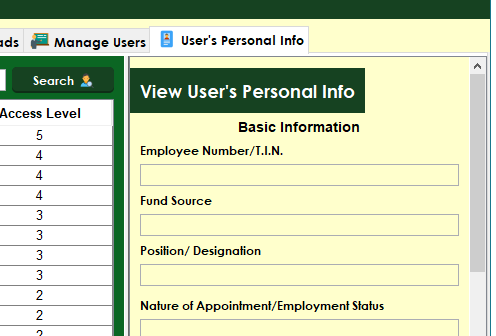 ads Manage Users User's Personal Info
Search
View User's Personal Info
Access Level
Basic Information
5
Employee Number/T.I.N.
4
4
4
Fund Source
3
3
Position/ Designation
3
3
2
Nature of Appointment/Employment Status
2